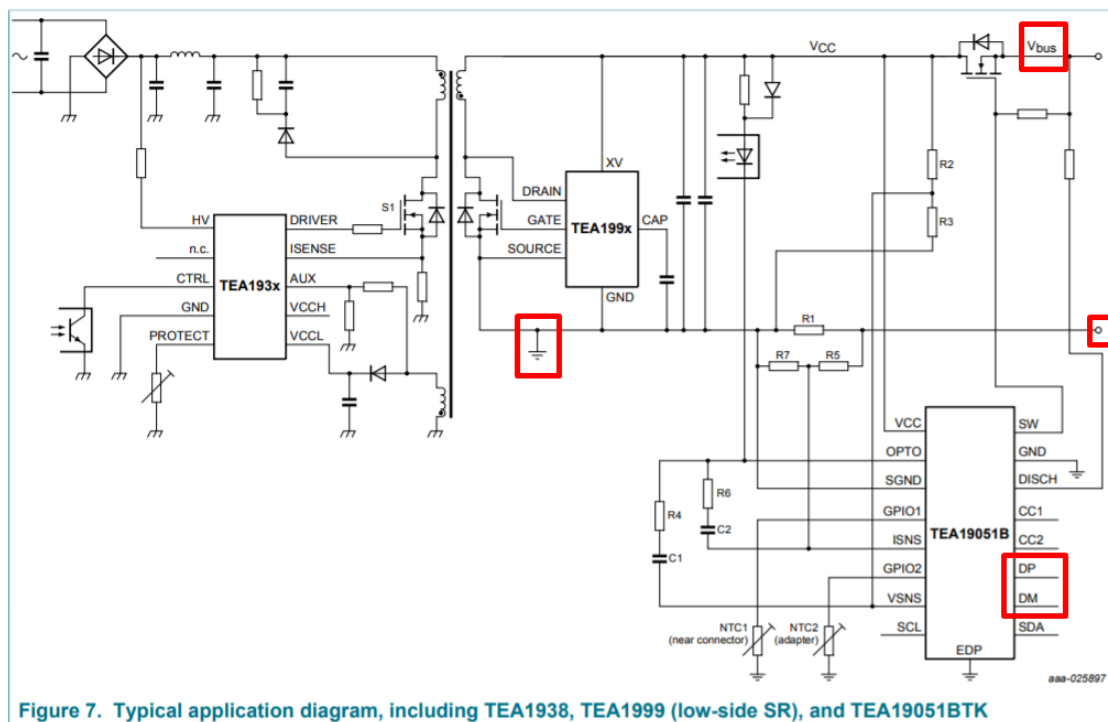 VCC
Vbus
R2
XV
DRAIN
R3
S1
HV
DRIVER
GATE
TEA199x
CAP
n.c.
ISENSE
SOURCE
CTRL
TEA193x
AUX
GND
GND
VCCH
R1
PROTECT
VCCL
R7
R5
VCC
SW
OPTO
GND
SGND
DISCH
R6
R4
GPIO1
CC1
TEA19051B
C2
ISNS
CC2
C1
GPIO2
DP
VSNS
DM
NTC1
(near connector)
NTC2
(adapter)
SCL
SDA
EDP
aaa-025897
Figure 7. Typical application diagram, including TEA1938, TEA1999 (low-side SR), and TEA19051BTK